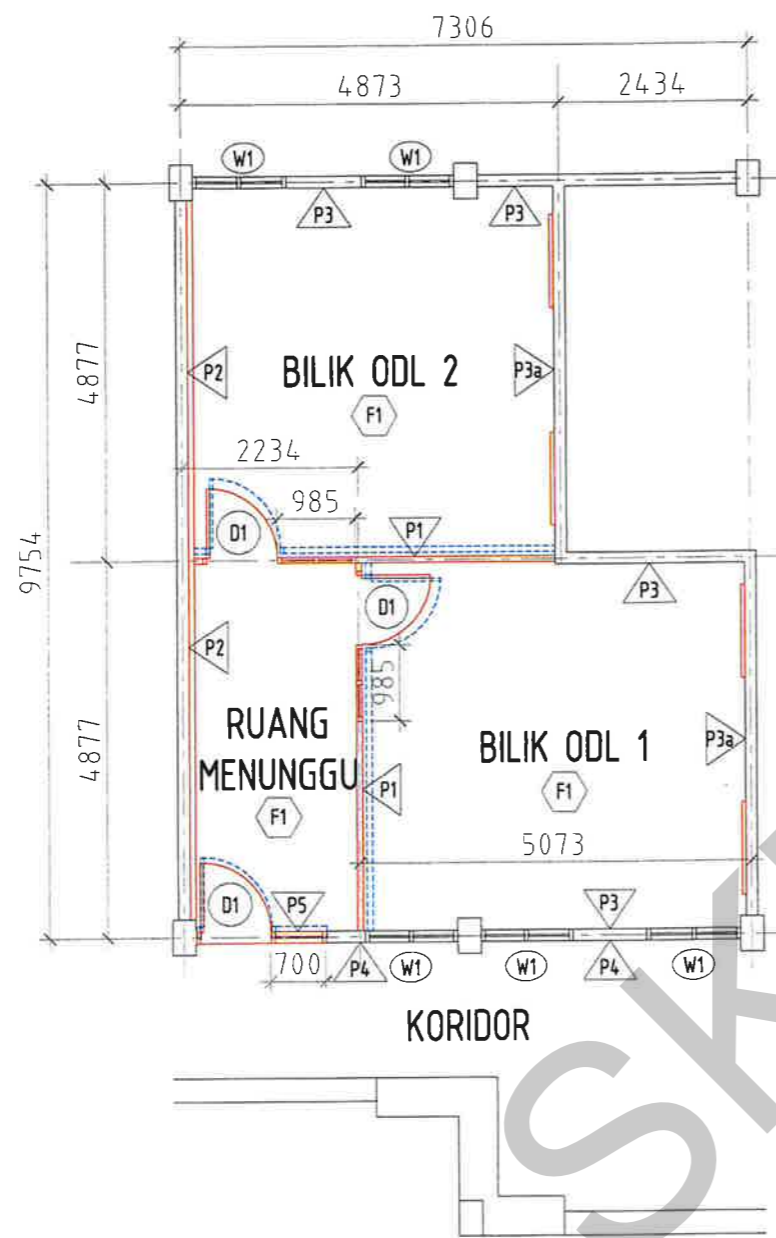 7306
4873
2434
W1
W1
P3
P3
4877
P2
BILIK ODL 2
P3a
F1
2234
985
9754
D1
P1
D1
P3
P2
985
4877
RUANG
MENUNGGU
BILIK ODL 1
P3a
P1
F1
F1
5073
D1
P5
P3
700
P4
W1
W1
P4
W1
KORIDOR
SK